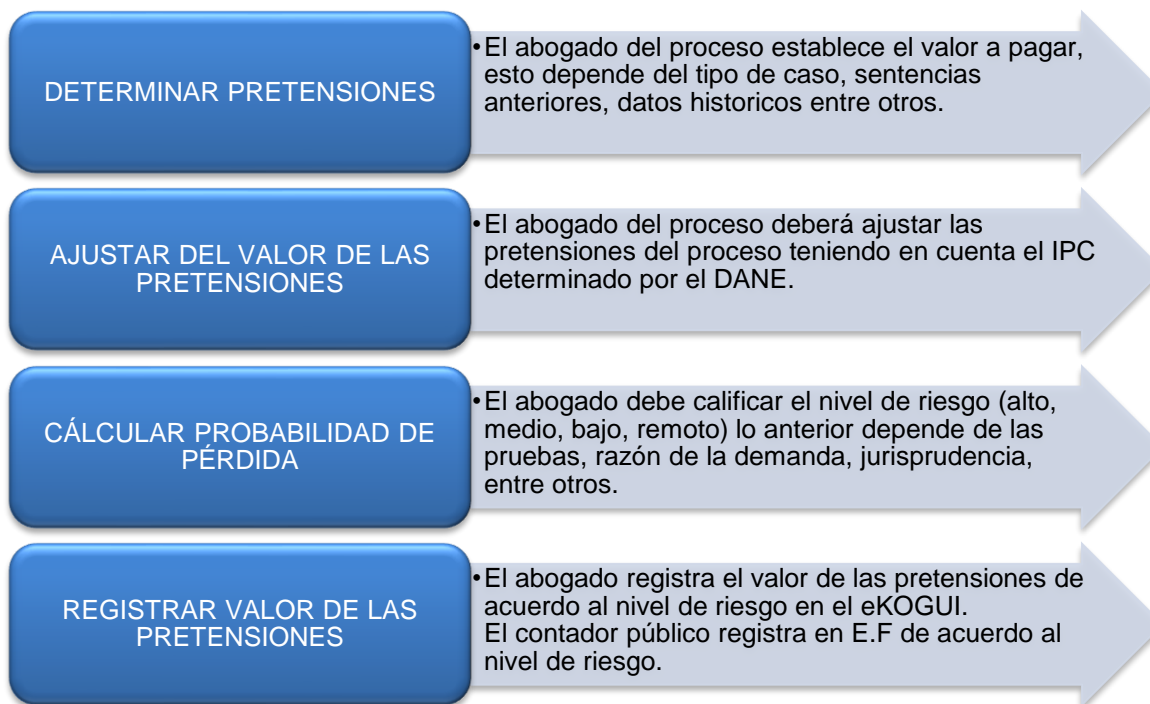 DETERMINAR PRETENSIONES
•El abogado del proceso establece el valor a pagar,
esto depende del tipo de caso, sentencias
anteriores, datos historicos entre otros.
AJUSTAR DEL VALOR DE LAS
PRETENSIONES
•El abogado del proceso deberá ajustar las
pretensiones del proceso teniendo en cuenta el IPC
determinado por el DANE.
CÁLCULAR PROBABILIDAD DE
PÉRDIDA
•El abogado debe calificar el nivel de riesgo (alto,
medio, bajo, remoto) lo anterior depende de las
pruebas, razón de la demanda, jurisprudencia,
entre otros.
REGISTRAR VALOR DE LAS
PRETENSIONES
•El abogado registra el valor de las pretensiones de
acuerdo al nivel de riesgo en el eKOGUI.
El contador público registra en E.F de acuerdo al
nivel de riesgo.